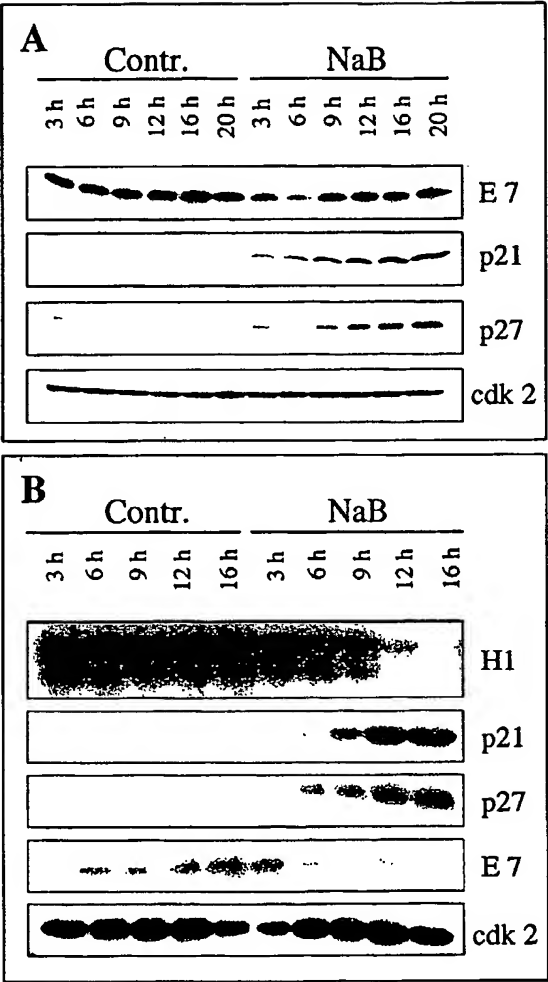 A
Contr. NaB
3 h 6 h 9 h 12 h 16 h 20 h 3 h 6 h 9 h 12 h 16 h 20 h
E 7
p21
p27
cdk 2
B
Contr. NaB
3 h 6 h 9 h 12 h 16 h 3 h 6 h 9 h 12 h 16 h
H1
p21
p27
E 7
cdk 2